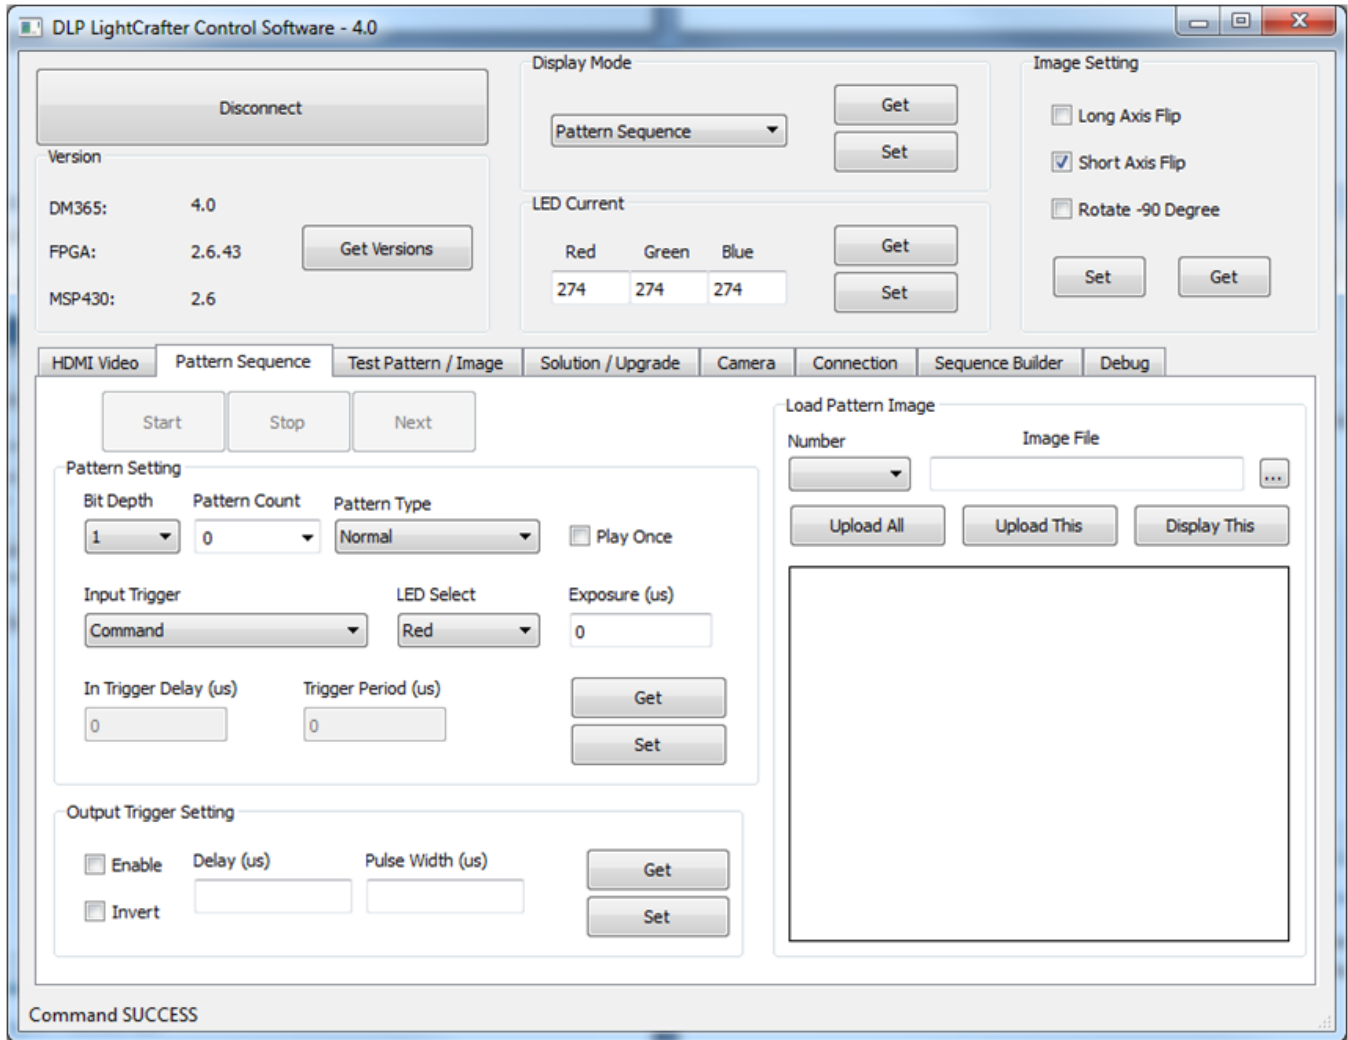 DLP LightCrafter Control Software - 4.0
Disconnect
Version
DM365: 4.0
FPGA: 2.6.43
Get Versions
MSP430: 2.6
Display Mode
Pattern Sequence
Get
Set
LED Current
Red Green Blue
274 274 274
Get
Set
Image Setting
Long Axis Flip
Short Axis Flip
Rotate -90 Degree
Set Get
HDMI Video Pattern Sequence Test Pattern / Image Solution / Upgrade Camera Connection Sequence Builder Debug
Start Stop Next
Pattern Setting
Bit Depth Pattern Count Pattern Type
1 0 Normal Play Once
Input Trigger LED Select Exposure (us)
Command Red 0
In Trigger Delay (us) Trigger Period (us)
0 0
Get
Set
Output Trigger Setting
Enable Delay (us) Pulse Width (us)
Invert
Get
Set
Load Pattern Image
Number Image File
...
Upload All Upload This Display This
Command SUCCESS